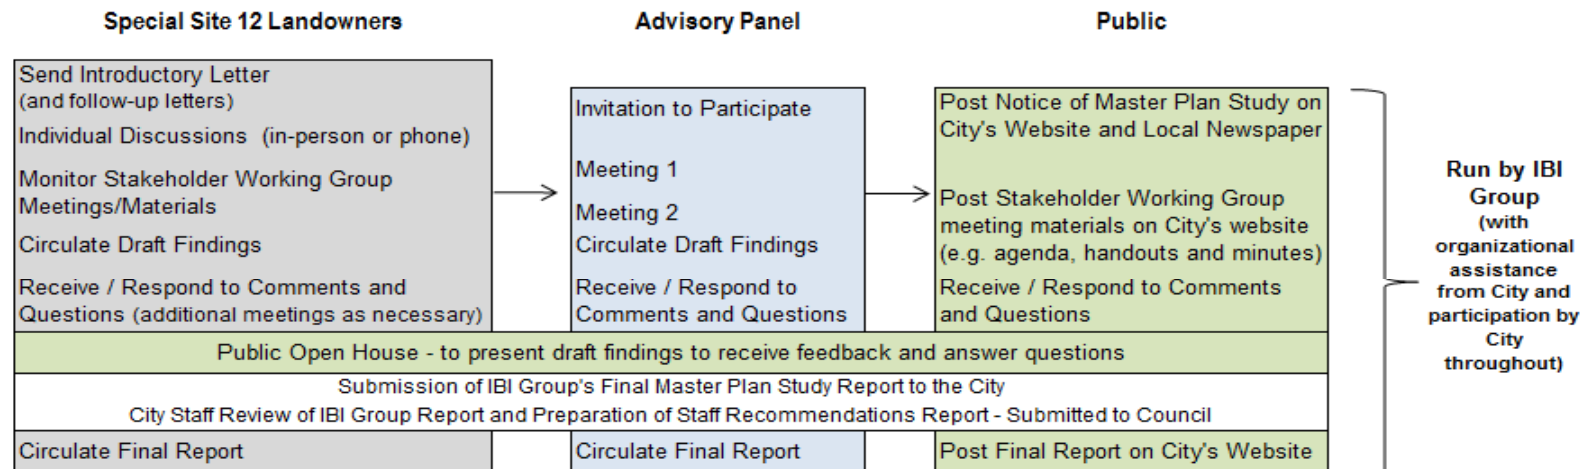 Special Site 12 Landowners
Send Introductory Letter
(and follow-up letters)
Individual Discussions (in-person or phone)
Monitor Stakeholder Working Group
Meetings/Materials
Circulate Draft Findings
Receive / Respond to Comments and
Questions (additional meetings as necessary)
Advisory Panel
Invitation to Participate
Meeting 1
Meeting 2
Circulate Draft Findings
Receive / Respond to
Comments and Questions
Public
Post Notice of Master Plan Study on
City's Website and Local Newspaper
Post Stakeholder Working Group
meeting materials on City's website
(e.g. agenda, handouts and minutes)
Receive / Respond to Comments
and Questions
Public Open House - to present draft findings to receive feedback and answer questions
Submission of IBI Group's Final Master Plan Study Report to the City
City Staff Review of IBI Group Report and Preparation of Staff Recommendations Report - Submitted to Council
Circulate Final Report
Circulate Final Report
Post Final Report on City's Website
Run by IBI
Group
(with
organizational
assistance
from City and
participation by
City
throughout)